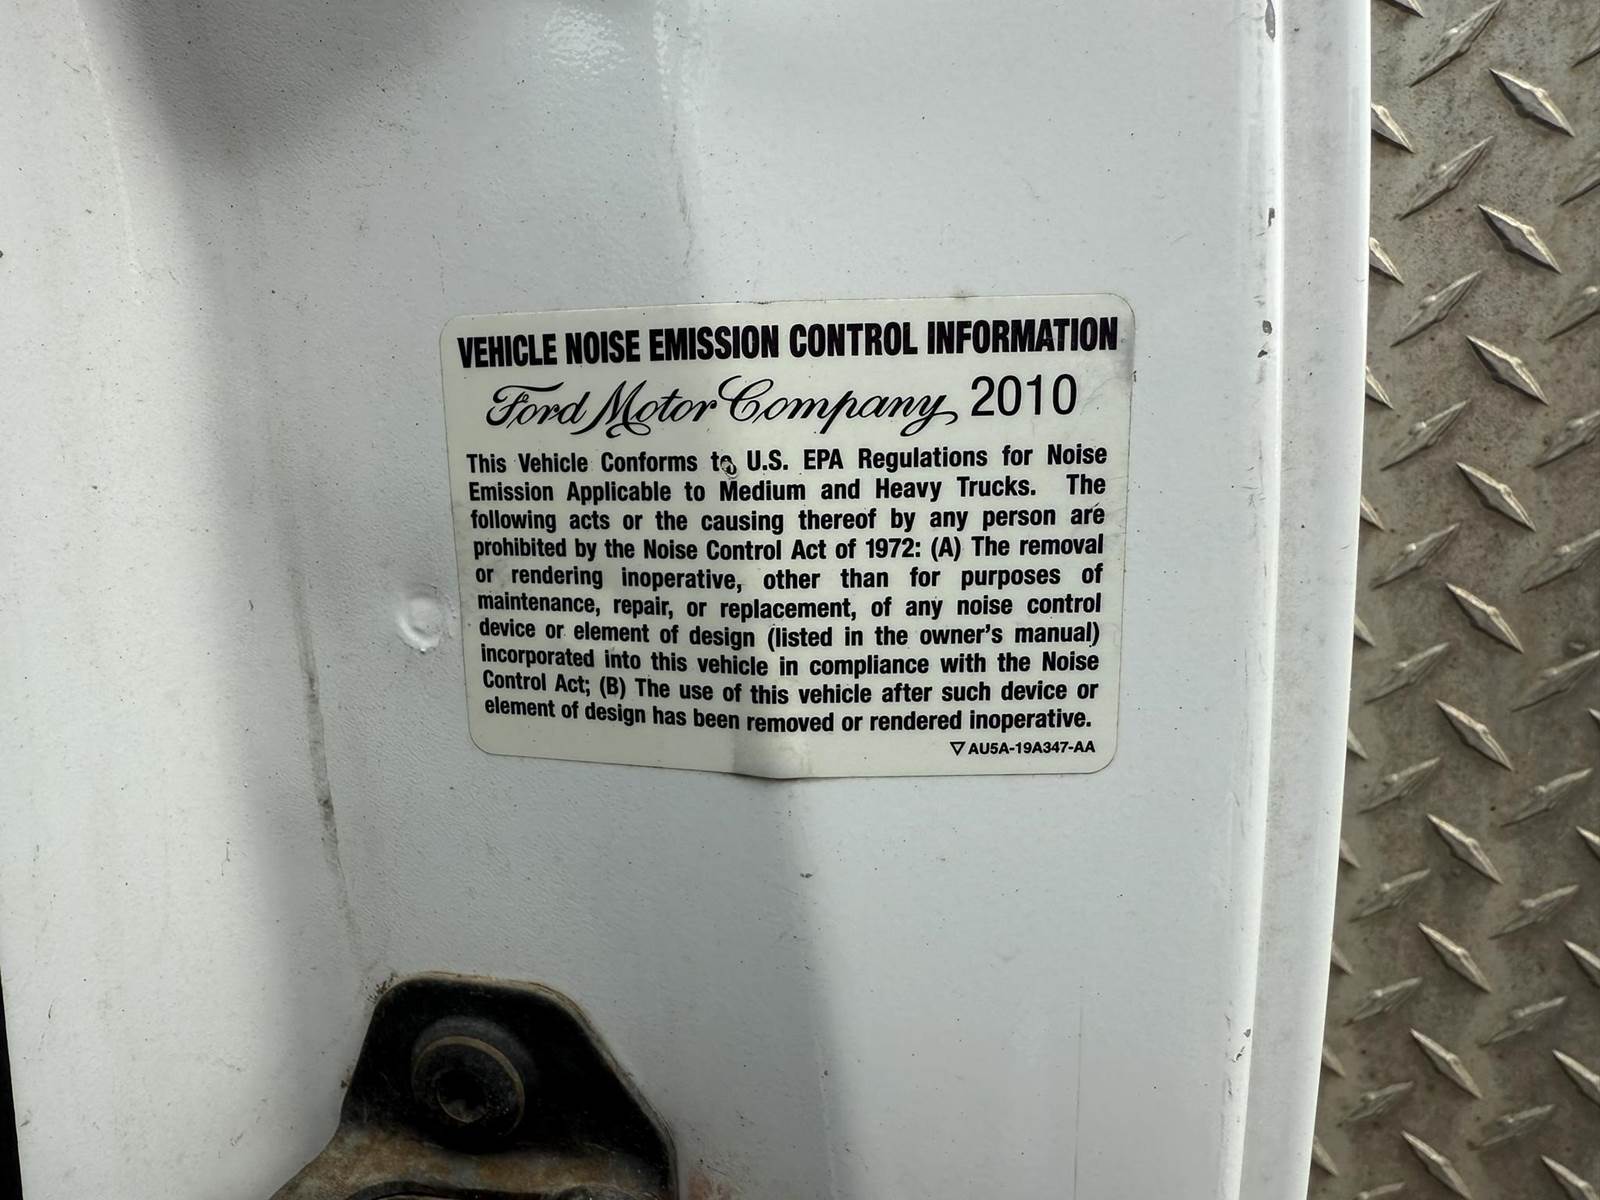 VEHICLE NOISE EMISSION CONTROL INFORMATION
Ford Motor Company 2010
This Vehicle Conforms to U.S. EPA Regulations for Noise
Emission Applicable to Medium and Heavy Trucks. The
following acts or the causing thereof by any person are
prohibited by the Noise Control Act of 1972: (A) The removal
or rendering inoperative, other than for purposes of
maintenance, repair, or replacement, of any noise control
device or element of design (listed in the owner's manual)
incorporated into this vehicle in compliance with the Noise
Control Act; (B) The use of this vehicle after such device or
element of design has been removed or rendered inoperative.
▽ AU5A-19A347-AA